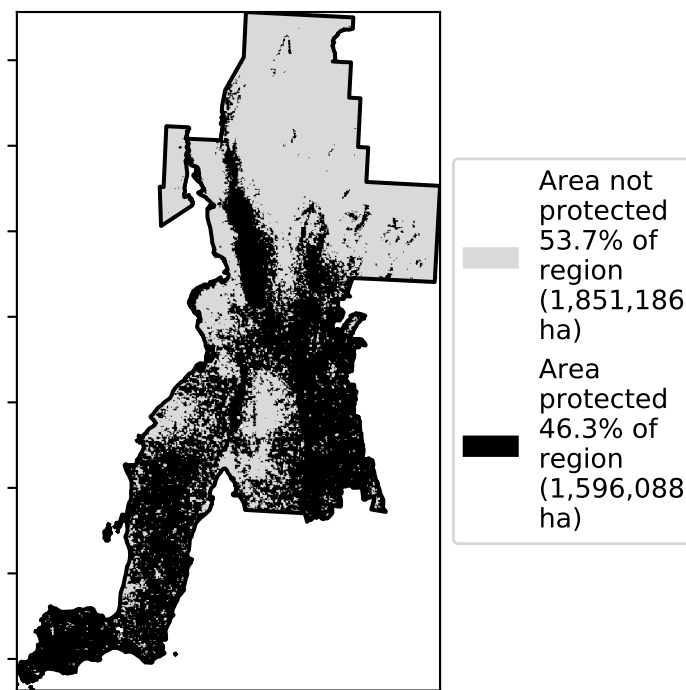 Area not
protected
53.7% of
region
(1,851,186
ha)
Area
protected
46.3% of
region
(1,596,088
ha)